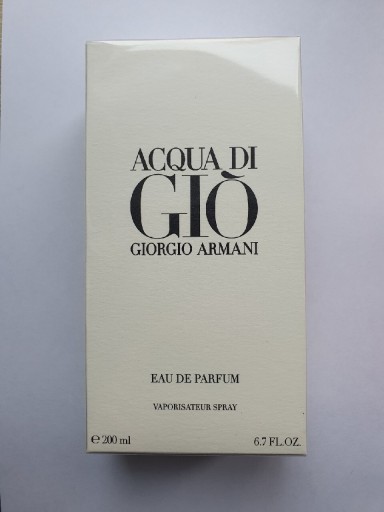 ACQUA DI
GIÒ
GIORGIO ARMANI
EAU DE PARFUM
VAPORISATEUR SPRAY
℮ 200 ml 6.7 FL.OZ.